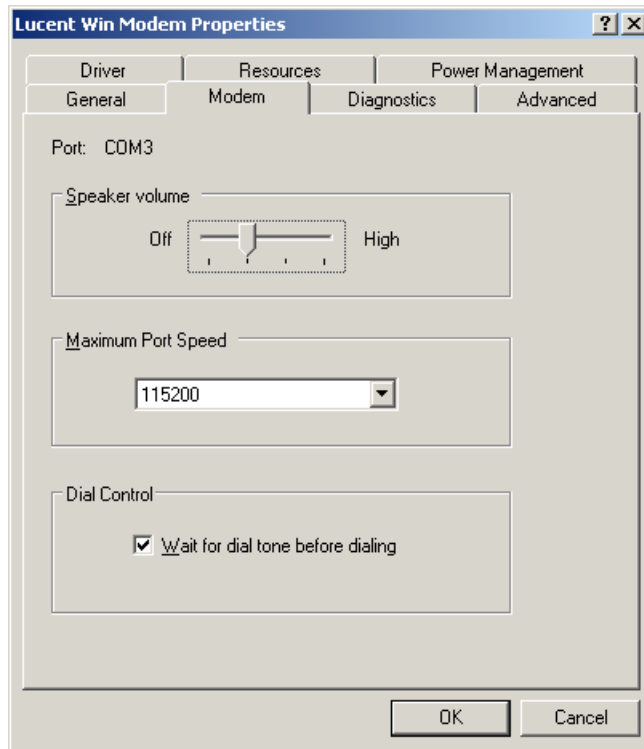 Lucent Win Modem Properties
Driver Resources Power Management
General Modem Diagnostics Advanced
Port: COM3
Speaker volume
Off High
Maximum Port Speed
115200
Dial Control
Wait for dial tone before dialing
OK Cancel